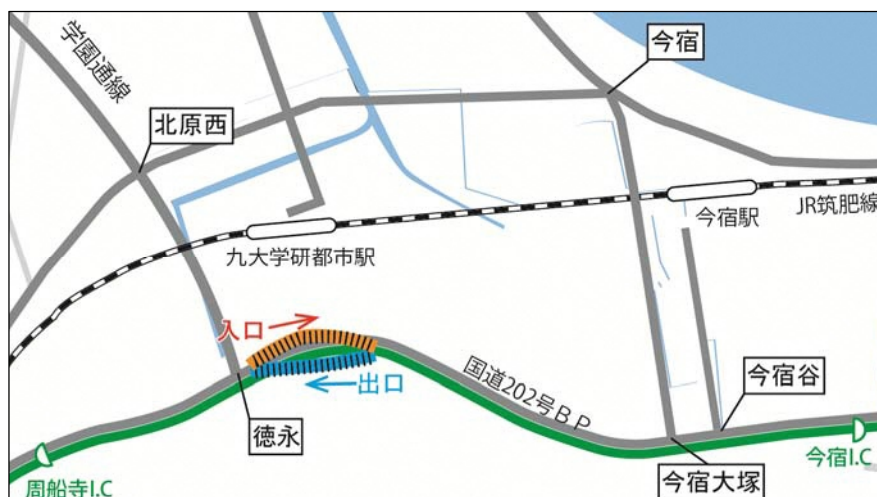 学園通線
今宿
北原西
今宿駅
JR筑肥線
九大学研都市駅
入口
国道202号BP
出口
今宿谷
徳永
今宿I.C
周船寺I.C
今宿大塚